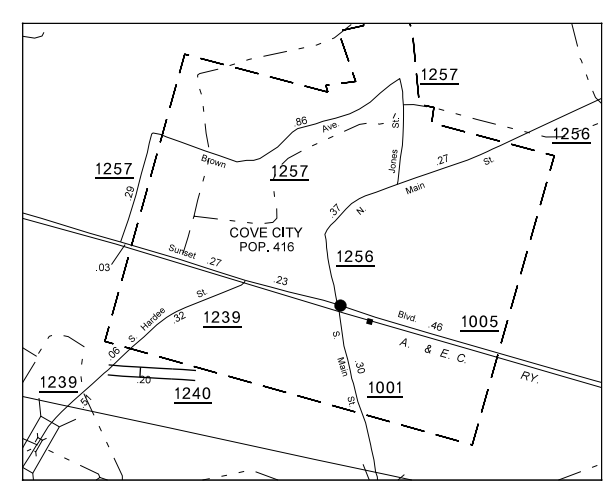 1257
1256
.86
Ave.
St.
Brown
1257
.27
St.
1257
Jones
Main
.29
.37
N.
COVE CITY
POP. 416
Sunset
.27
1256
.03
.23
St.
Blvd.
.46
1005
.32
1239
Hardee
S.
A. & E. C. RY.
S.
Main
St.
.30
.06
1239
.20
1240
1001
.51